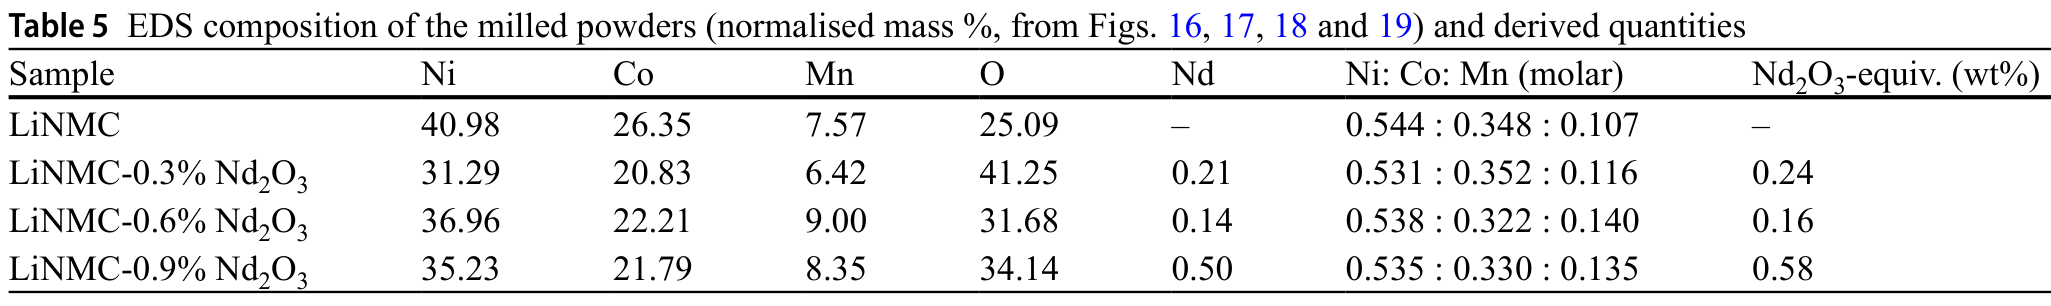 Table 5 EDS composition of the milled powders (normalised mass %, from Figs. 16, 17, 18 and 19) and derived quantities
Sample Ni Co Mn O Nd Ni: Co: Mn (molar) Nd₂O₃-equiv. (wt%)
LiNMC 40.98 26.35 7.57 25.09 – 0.544 : 0.348 : 0.107 –
LiNMC-0.3% Nd₂O₃ 31.29 20.83 6.42 41.25 0.21 0.531 : 0.352 : 0.116 0.24
LiNMC-0.6% Nd₂O₃ 36.96 22.21 9.00 31.68 0.14 0.538 : 0.322 : 0.140 0.16
LiNMC-0.9% Nd₂O₃ 35.23 21.79 8.35 34.14 0.50 0.535 : 0.330 : 0.135 0.58